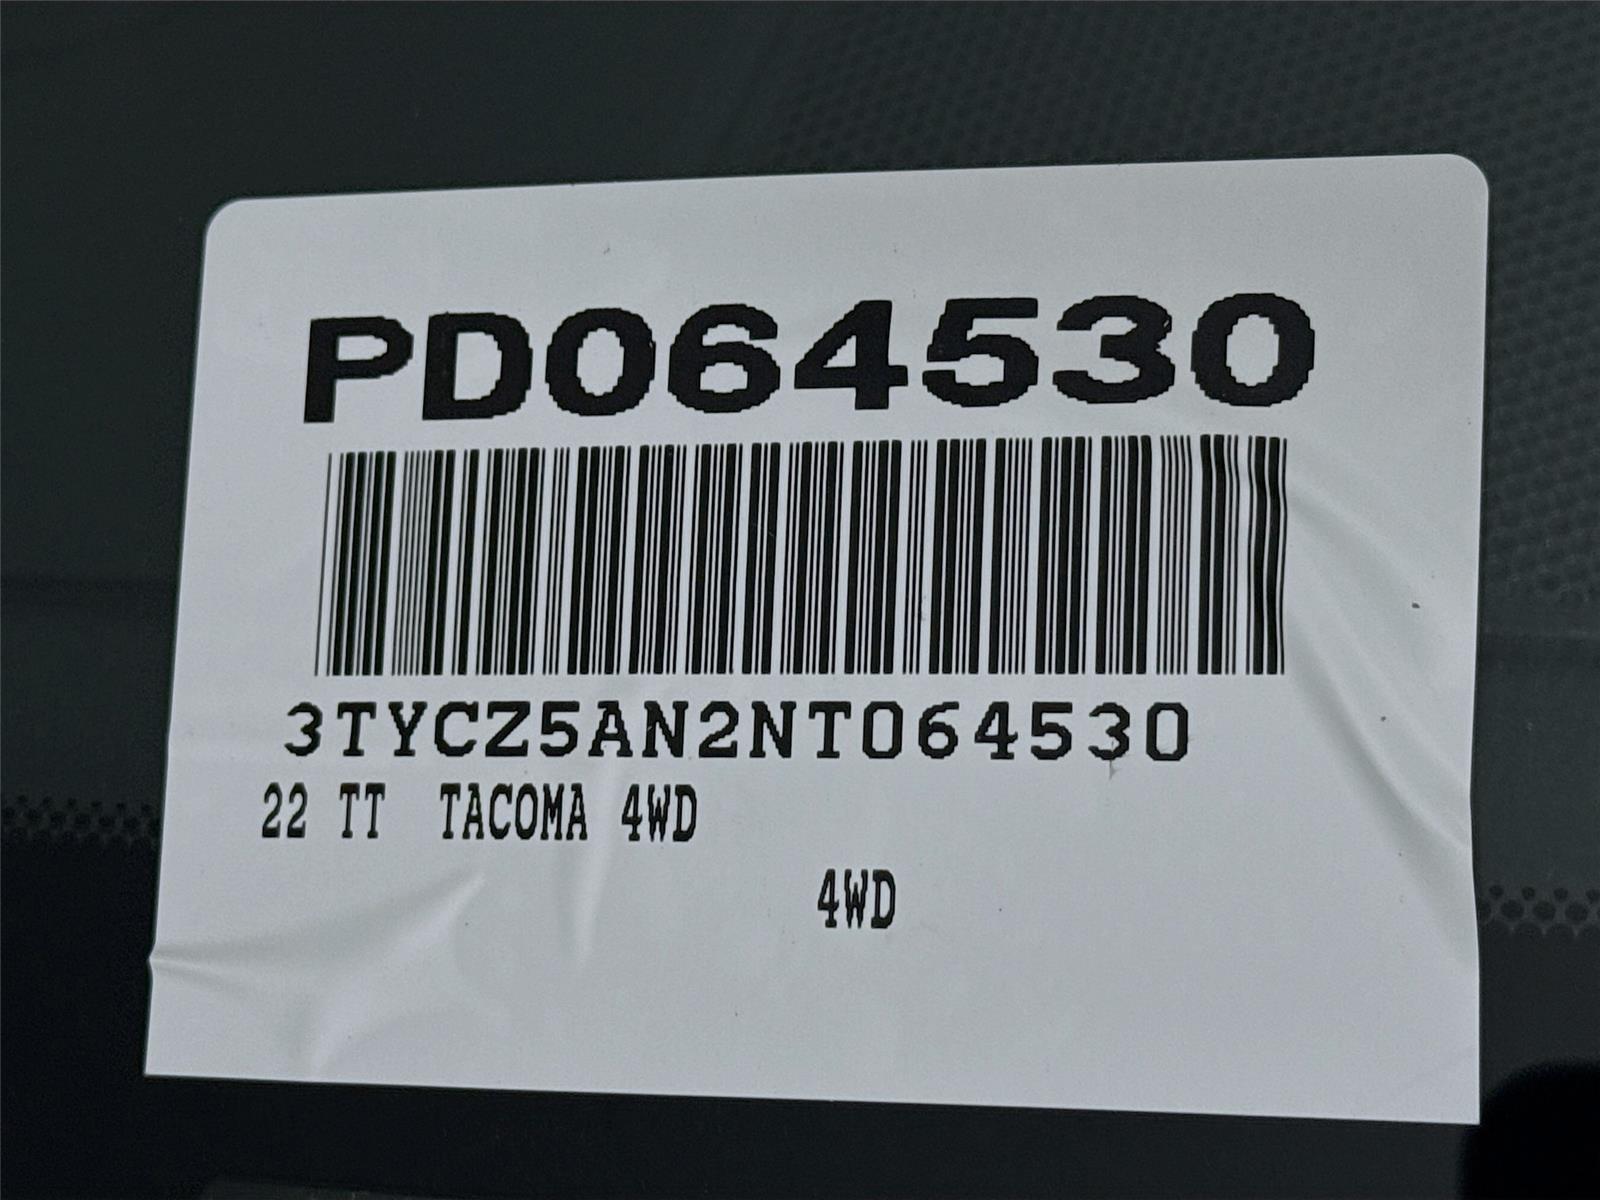 PD064530
3TYCZ5AN2NT064530
22 TT TACOMA 4WD
4WD